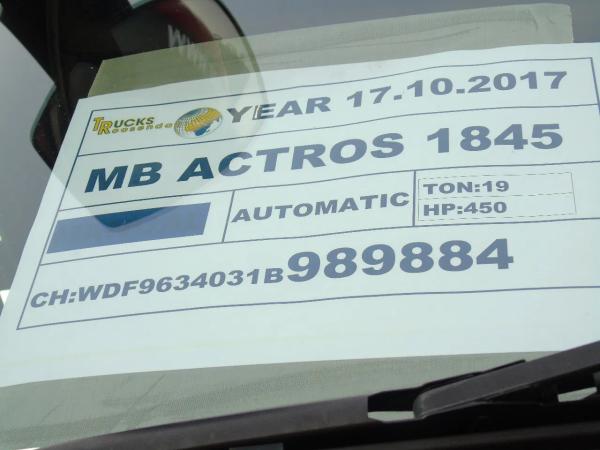 TRUCKS
Roosendaal
YEAR 17.10.2017
MB ACTROS 1845
AUTOMATIC
TON:19
HP:450
CH:WDF9634031B989884